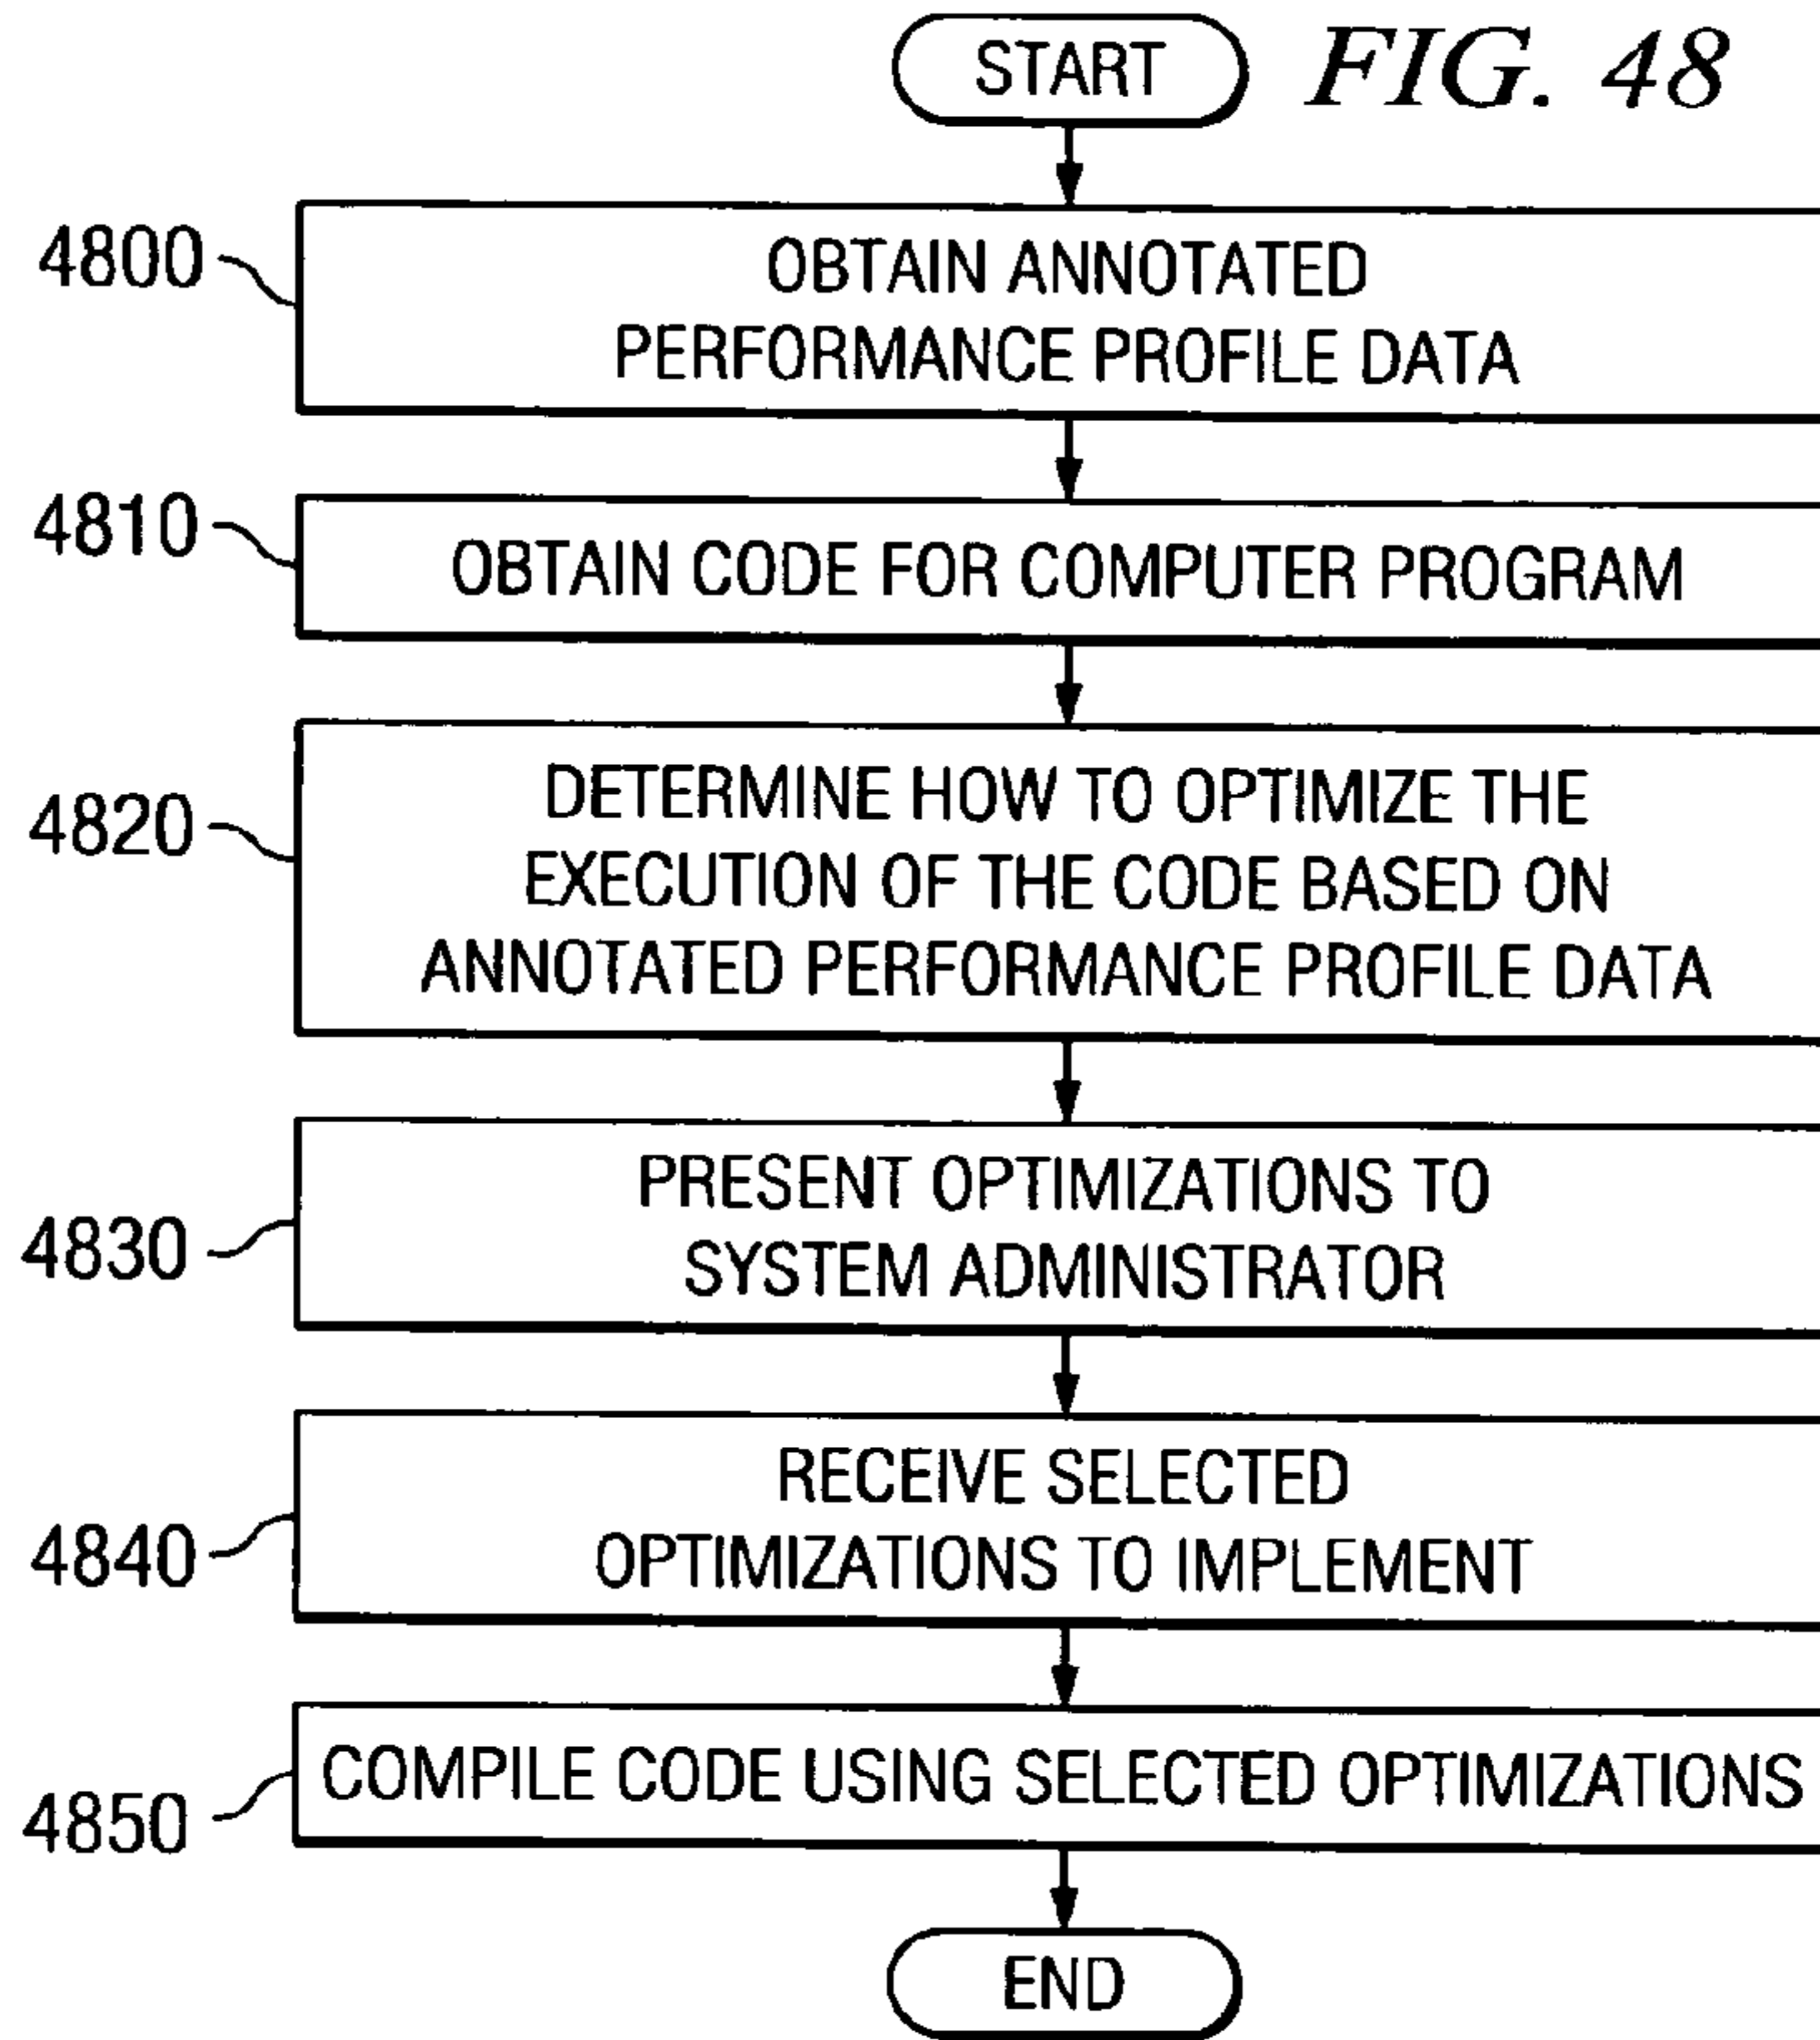 START
FIG. 48
4800
OBTAIN ANNOTATED
PERFORMANCE PROFILE DATA
4810
OBTAIN CODE FOR COMPUTER PROGRAM
4820
DETERMINE HOW TO OPTIMIZE THE
EXECUTION OF THE CODE BASED ON
ANNOTATED PERFORMANCE PROFILE DATA
4830
PRESENT OPTIMIZATIONS TO
SYSTEM ADMINISTRATOR
4840
RECEIVE SELECTED
OPTIMIZATIONS TO IMPLEMENT
4850
COMPILE CODE USING SELECTED OPTIMIZATIONS
END